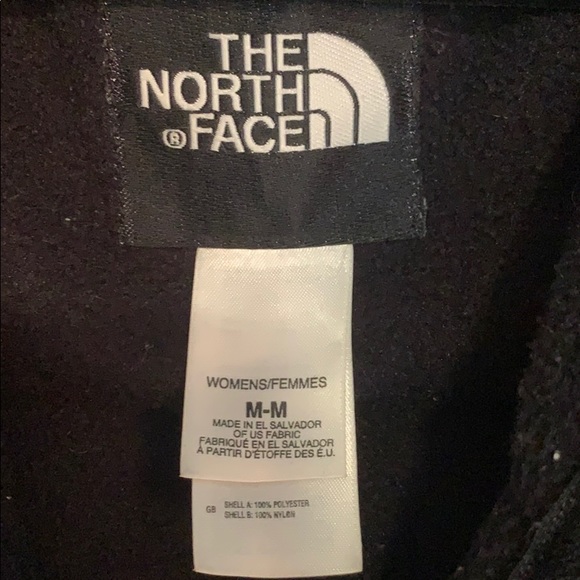 THE
NORTH
®FACE
WOMENS/FEMMES
M-M
MADE IN EL SALVADOR
OF US FABRIC
FABRIQUÉ EN EL SALVADOR
À PARTIR D'ÉTOFFE DES É.U.
GB SHELL A: 100% POLYESTER
SHELL B: 100% NYLON